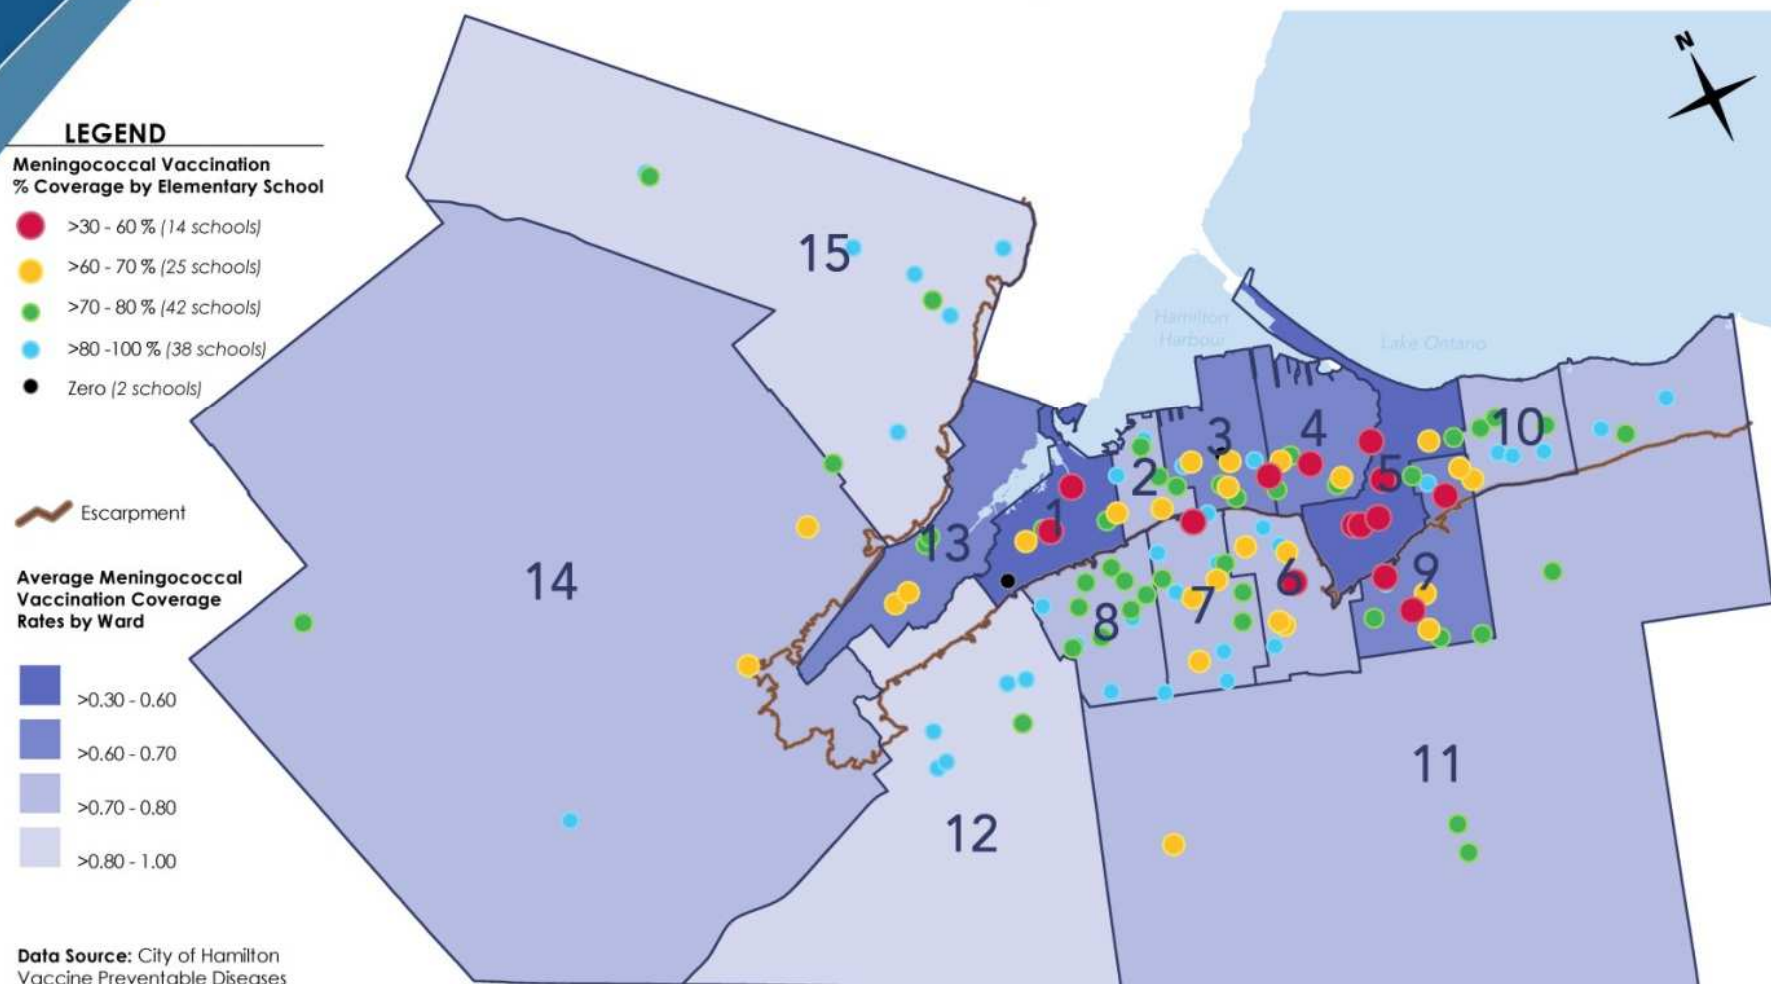 LEGEND
Meningococcal Vaccination
% Coverage by Elementary School
>30 - 60 % (14 schools)
>60 - 70 % (25 schools)
>70 - 80 % (42 schools)
>80 -100 % (38 schools)
Zero (2 schools)
Escarpment
Average Meningococcal
Vaccination Coverage
Rates by Ward
>0.30 - 0.60
>0.60 - 0.70
>0.70 - 0.80
>0.80 - 1.00
Data Source: City of Hamilton
Vaccine Preventable Diseases
N
Hamilton
Harbour
Lake Ontario
15
14
13
1
2
3
4
5
10
6
7
8
9
11
12